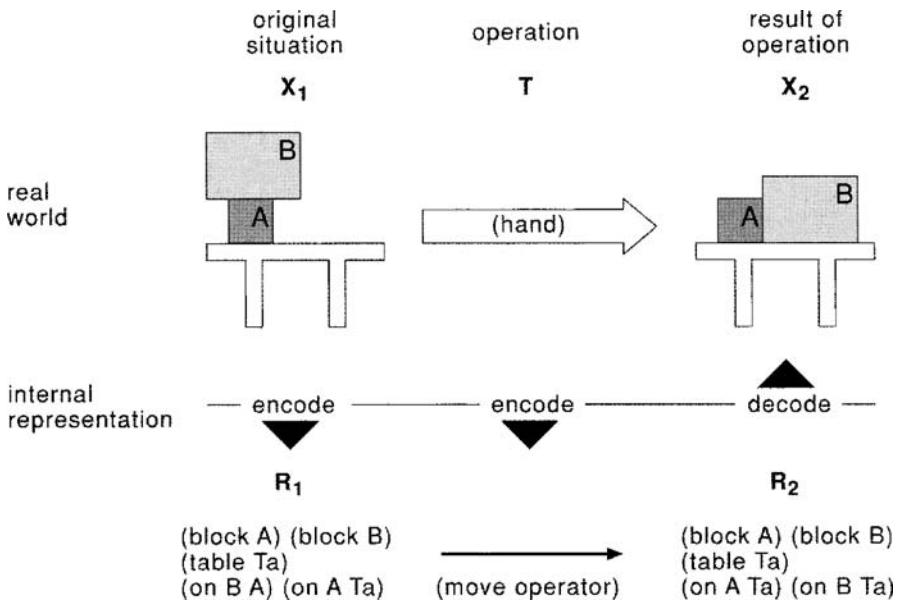 original
situation
X1
operation
T
result of
operation
X2
real
world
B
A
(hand)
A
B
internal
representation
encode
encode
decode
R1
R2
(block A) (block B)
(table Ta)
(on B A) (on A Ta)
(move operator)
(block A) (block B)
(table Ta)
(on A Ta) (on B Ta)